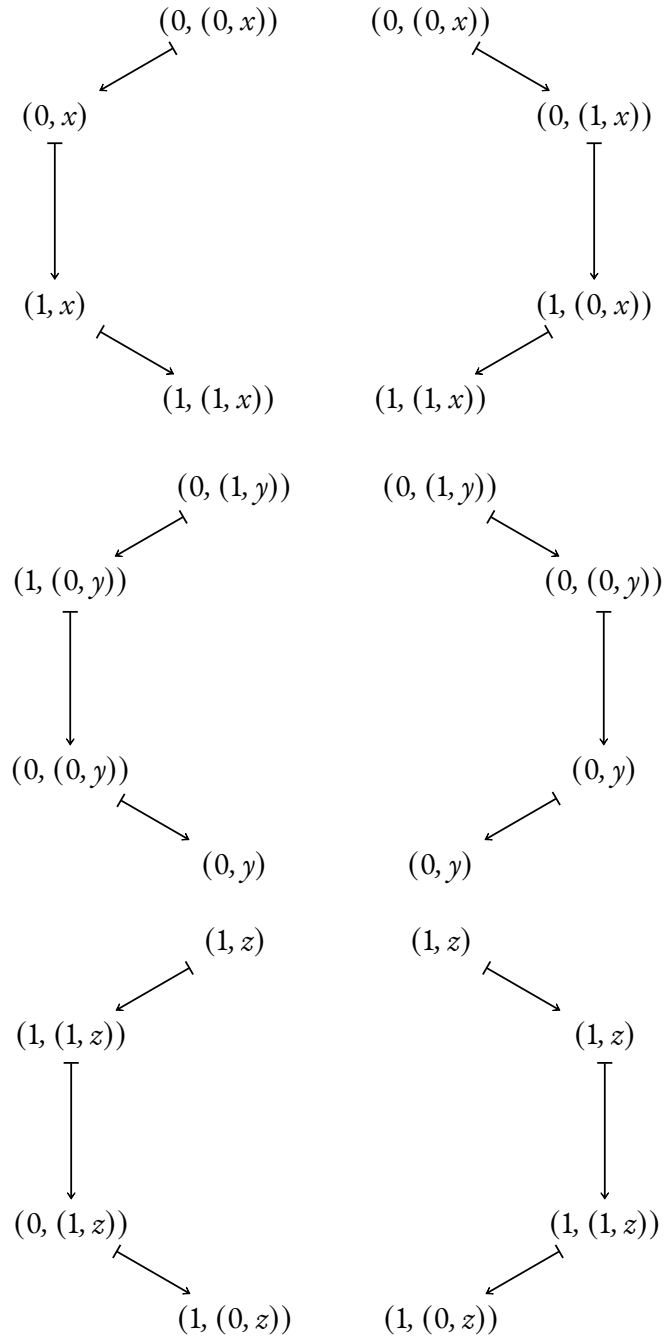 (0, (0, x)) (0, (0, x))
(0, x) (0, (1, x))
(1, x) (1, (0, x))
(1, (1, x)) (1, (1, x))
(0, (1, y)) (0, (1, y))
(1, (0, y)) (0, (0, y))
(0, (0, y)) (0, y)
(0, y) (0, y)
(1, z) (1, z)
(1, (1, z)) (1, z)
(0, (1, z)) (1, (1, z))
(1, (0, z)) (1, (0, z))